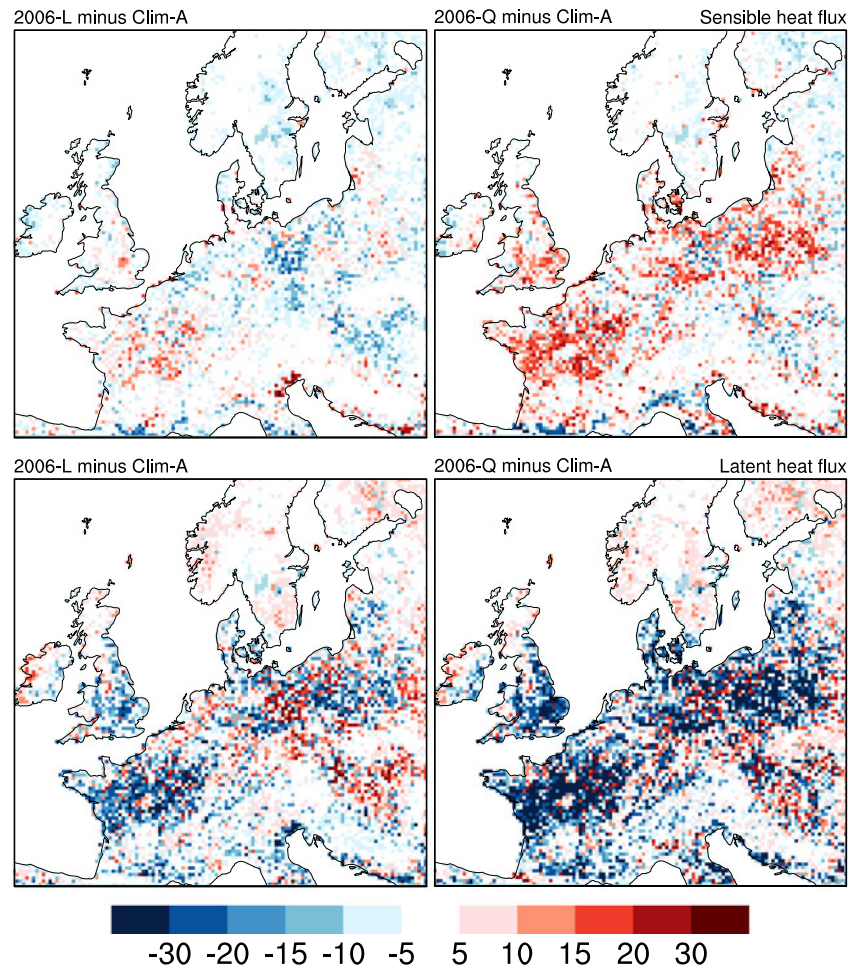 2006-L minus Clim-A
2006-Q minus Clim-A Sensible heat flux
2006-L minus Clim-A
2006-Q minus Clim-A Latent heat flux
-30 -20 -15 -10 -5 5 10 15 20 30